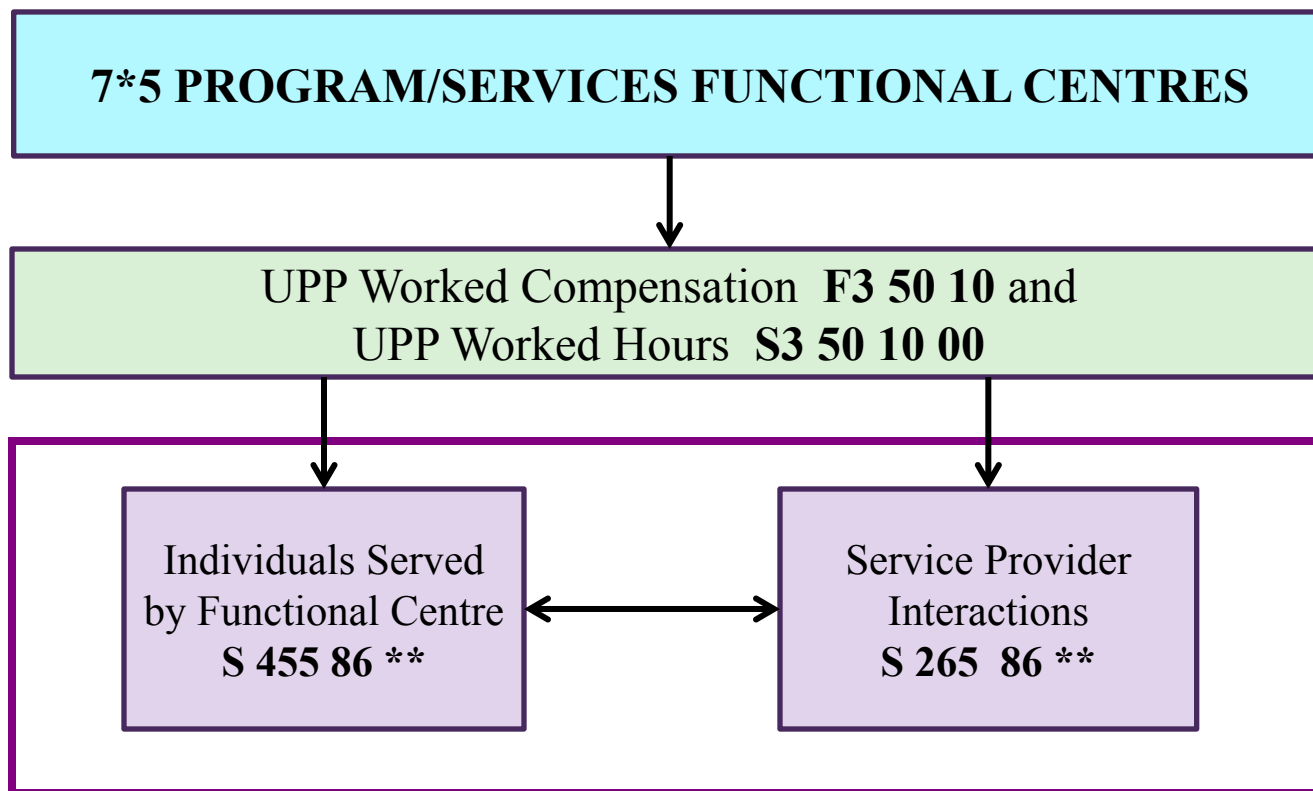 7*5 PROGRAM/SERVICES FUNCTIONAL CENTRES
UPP Worked Compensation F3 50 10 and
UPP Worked Hours S3 50 10 00
Individuals Served
by Functional Centre
S 455 86 **
Service Provider
Interactions
S 265 86 **